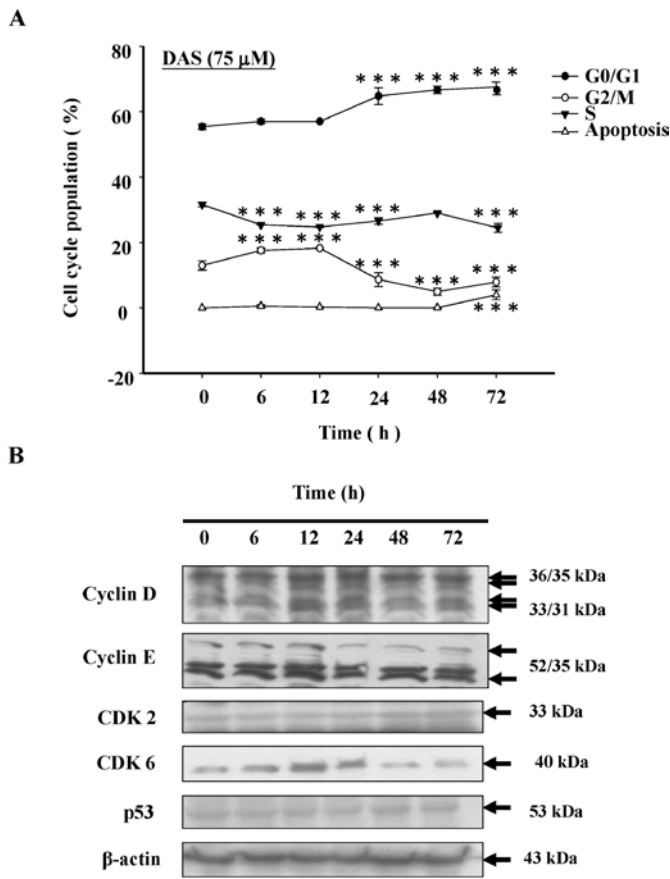 A
DAS (75 μM)
G0/G1
G2/M
S
Apoptosis
Cell cycle population ( %)
80
60
40
20
0
-20
*** *** ***
*** *** *** ***
*** ***
*** *** ***
***
0 6 12 24 48 72
Time ( h )
B
Time (h)
0 6 12 24 48 72
Cyclin D 36/35 kDa
33/31 kDa
Cyclin E 52/35 kDa
CDK 2 33 kDa
CDK 6 40 kDa
p53 53 kDa
β-actin 43 kDa